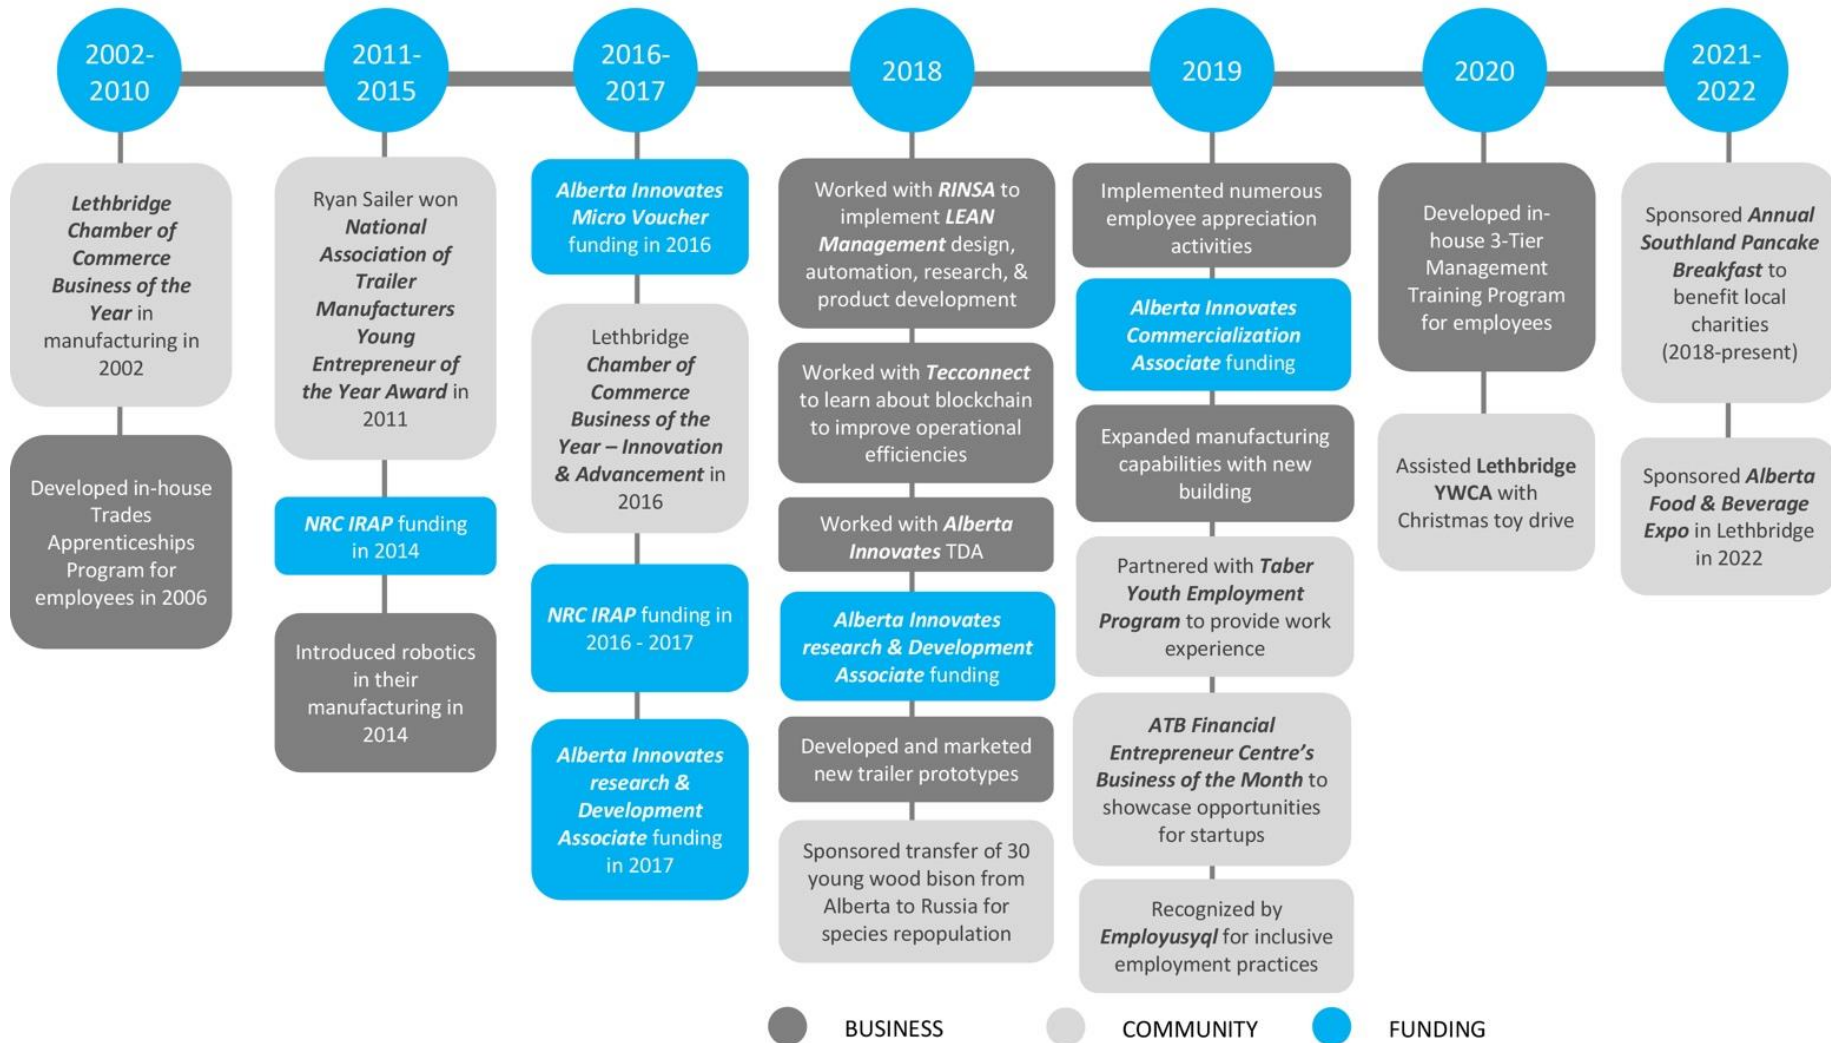 2002-
2010
2011-
2015
2016-
2017
2018
2019
2020
2021-
2022
Lethbridge
Chamber of
Commerce
Business of the
Year in
manufacturing in
2002
Developed in-house
Trades
Apprenticeships
Program for
employees in 2006
Ryan Sailer won
National
Association of
Trailer
Manufacturers
Young
Entrepreneur of
the Year Award in
2011
NRC IRAP funding
in 2014
Introduced robotics
in their
manufacturing in
2014
Alberta Innovates
Micro Voucher
funding in 2016
Lethbridge
Chamber of
Commerce
Business of the
Year – Innovation
& Advancement in
2016
NRC IRAP funding in
2016 - 2017
Alberta Innovates
research &
Development
Associate funding
in 2017
Worked with RINSA to
implement LEAN
Management design,
automation, research, &
product development
Worked with Tecconnect
to learn about blockchain
to improve operational
efficiencies
Worked with Alberta
Innovates TDA
Alberta Innovates
research & Development
Associate funding
Developed and marketed
new trailer prototypes
Sponsored transfer of 30
young wood bison from
Alberta to Russia for
species repopulation
Implemented numerous
employee appreciation
activities
Alberta Innovates
Commercialization
Associate funding
Expanded manufacturing
capabilities with new
building
Partnered with Taber
Youth Employment
Program to provide work
experience
ATB Financial
Entrepreneur Centre's
Business of the Month to
showcase opportunities
for startups
Recognized by
Employusyql for inclusive
employment practices
Developed in-
house 3-Tier
Management
Training Program
for employees
Assisted Lethbridge
YWCA with
Christmas toy drive
Sponsored Annual
Southland Pancake
Breakfast to
benefit local
charities
(2018-present)
Sponsored Alberta
Food & Beverage
Expo in Lethbridge
in 2022
BUSINESS
COMMUNITY
FUNDING